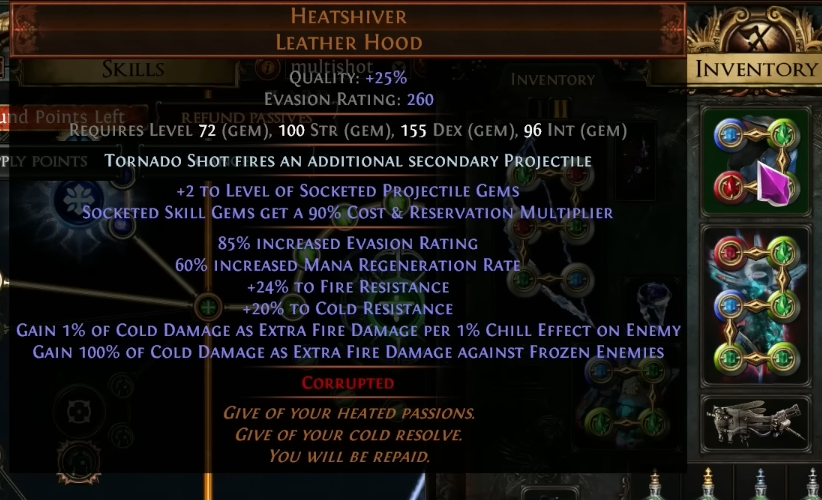 Heatshiver
Leather Hood
Skills
multishot
Inventory
Inventory
Quality: +25%
Evasion Rating: 260
und Points Left
Refund Passives
Requires Level 72 (gem), 100 Str (gem), 155 Dex (gem), 96 Int (gem)
PPLY POINTS
Tornado Shot fires an additional secondary Projectile
+2 to Level of Socketed Projectile Gems
Socketed Skill Gems get a 90% Cost & Reservation Multiplier
85% increased Evasion Rating
60% increased Mana Regeneration Rate
+24% to Fire Resistance
+20% to Cold Resistance
Gain 1% of Cold Damage as Extra Fire Damage per 1% Chill Effect on Enemy
Gain 100% of Cold Damage as Extra Fire Damage against Frozen Enemies
Corrupted
Give of your heated passions.
Give of your cold resolve.
You will be repaid.